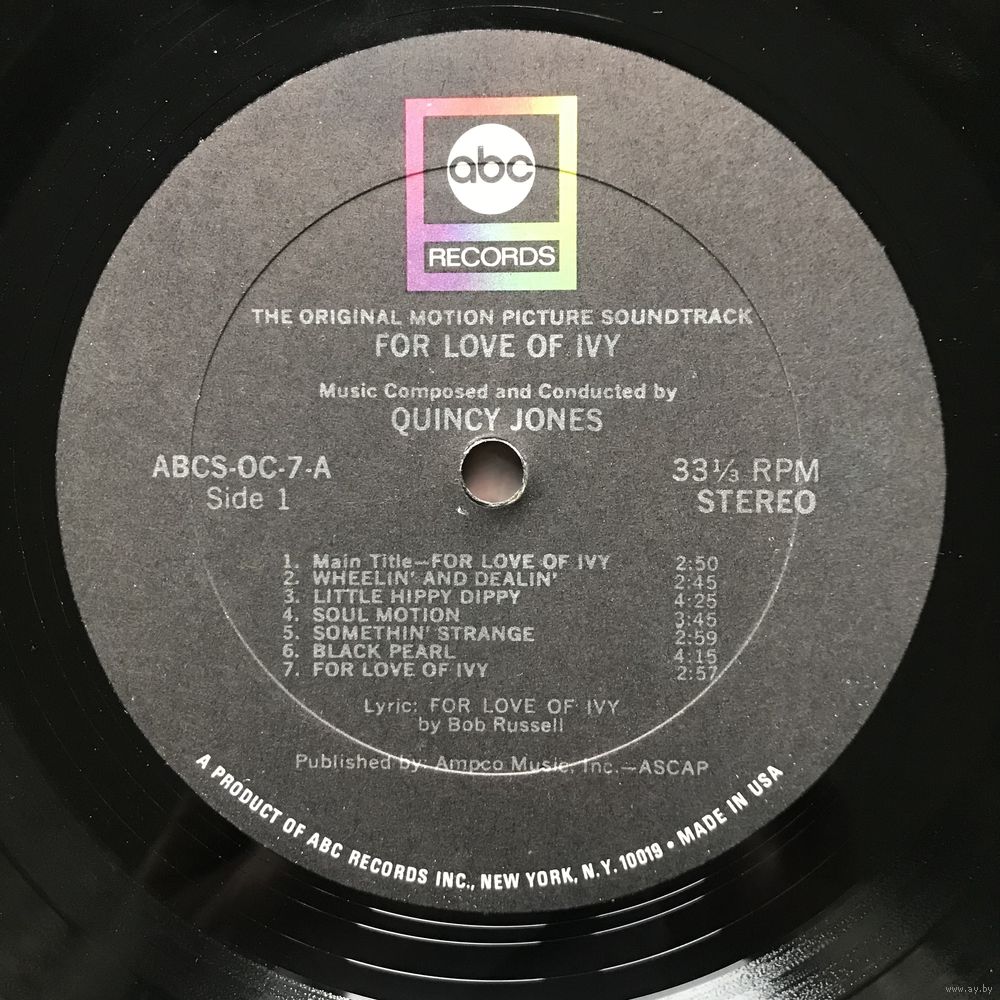 abc
RECORDS
THE ORIGINAL MOTION PICTURE SOUNDTRACK
FOR LOVE OF IVY
Music Composed and Conducted by
QUINCY JONES
ABCS-OC-7-A
Side 1
33⅓ RPM
STEREO
1. Main Title—FOR LOVE OF IVY 2:50
2. WHEELIN' AND DEALIN' 2:45
3. LITTLE HIPPY DIPPY 4:25
4. SOUL MOTION 3:45
5. SOMETHIN' STRANGE 2:59
6. BLACK PEARL 4:15
7. FOR LOVE OF IVY 2:57
Lyric: FOR LOVE OF IVY
by Bob Russell
Published by: Ampco Music, Inc.—ASCAP
A PRODUCT OF ABC RECORDS INC., NEW YORK, N.Y. 10019 • MADE IN USA
www.ay.by